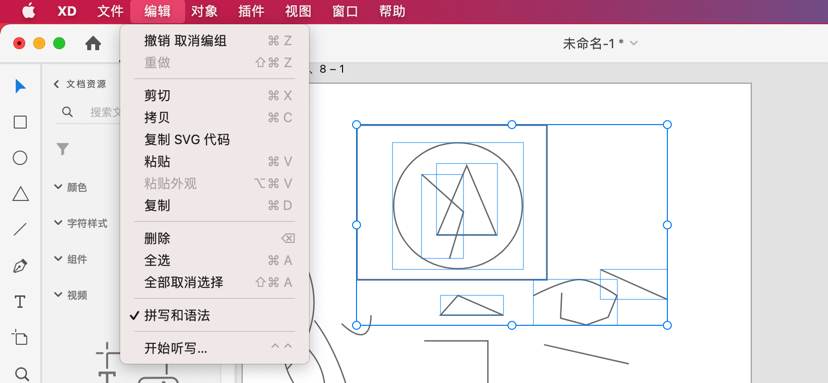 XD 文件 编辑 对象 插件 视图 窗口 帮助
未命名-1 *
、8 – 1
文档资源
搜索文
颜色
字符样式
组件
视频
T
撤销 取消编组 ⌘ Z
重做 ⇧⌘ Z
剪切 ⌘ X
拷贝 ⌘ C
复制 SVG 代码
粘贴 ⌘ V
粘贴外观 ⌥⌘ V
复制 ⌘ D
删除 ⌫
全选 ⌘ A
全部取消选择 ⇧⌘ A
✓ 拼写和语法
开始听写... ^ ^